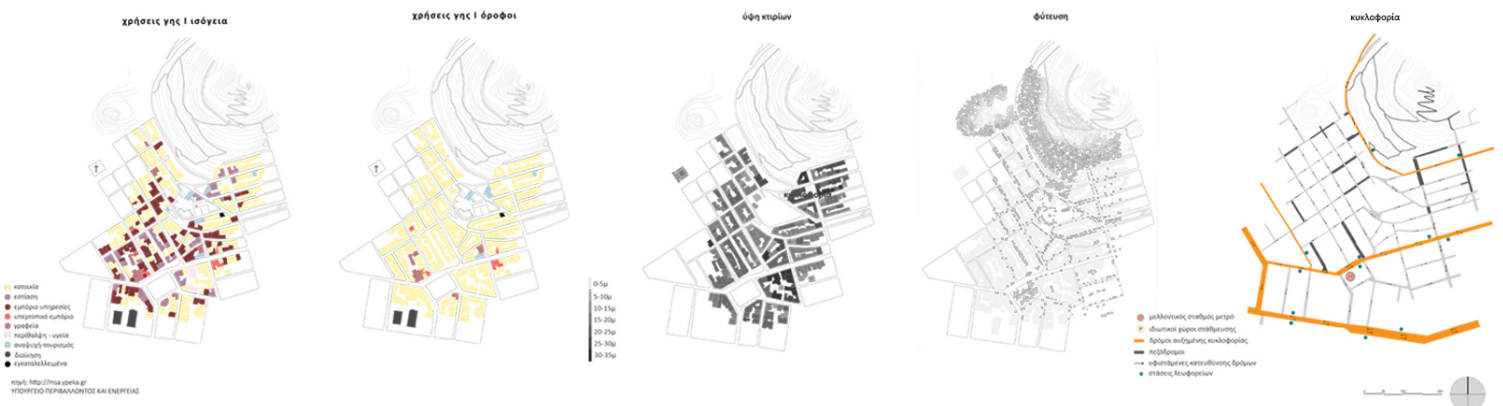 χρήσεις γης Ι ισόγεια
χρήσεις γης Ι όροφοι
ύψη κτιρίων
φύτευση
κυκλοφορία
κατοικία
εστίαση
εμπόριο υπηρεσίες
υπερτοπικό εμπόριο
γραφεία
περίθαλψη - υγεία
αναψυχή-τουρισμός
διοίκηση
εγκαταλελειμμένα
πηγή: http://msa.ypeka.gr
ΥΠΟΥΡΓΕΙΟ ΠΕΡΙΒΑΛΛΟΝΤΟΣ ΚΑΙ ΕΝΕΡΓΕΙΑΣ
0-5μ
5-10μ
10-15μ
15-20μ
20-25μ
25-30μ
30-35μ
μελλοντικός σταθμός μετρό
P ιδιωτικοί χώροι στάθμευσης
δρόμοι αυξημένης κυκλοφορίας
πεζόδρομοι
υφιστάμενες κατευθύνσης δρόμων
στάσεις λεωφορείων